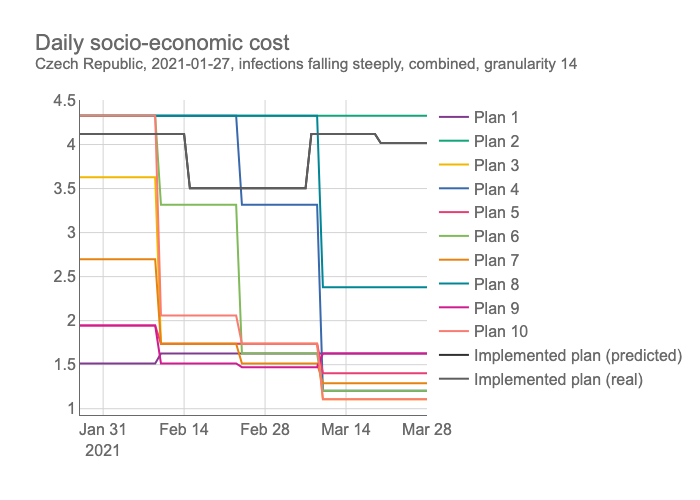 Daily socio-economic cost
Czech Republic, 2021-01-27, infections falling steeply, combined, granularity 14
4.5
4
3.5
3
2.5
2
1.5
1
Jan 31
2021
Feb 14
Feb 28
Mar 14
Mar 28
Plan 1
Plan 2
Plan 3
Plan 4
Plan 5
Plan 6
Plan 7
Plan 8
Plan 9
Plan 10
Implemented plan (predicted)
Implemented plan (real)